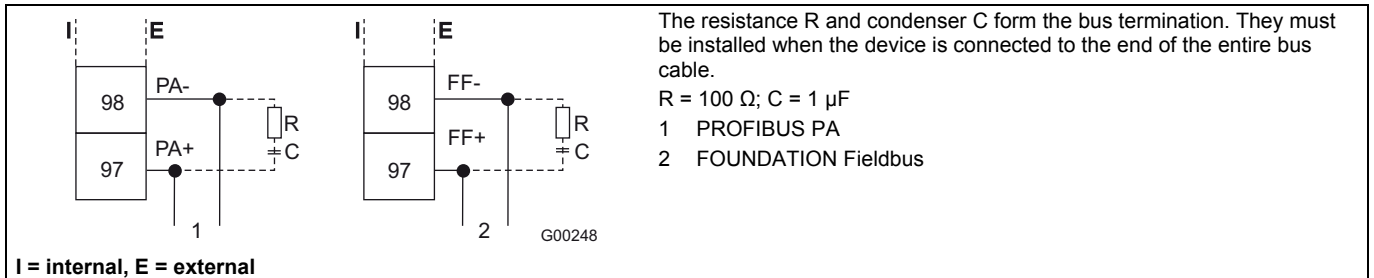 I E
PA-
98
R
PA+
C
97
1
I E
FF-
98
R
FF+
C
97
2
G00248
I = internal, E = external
The resistance R and condenser C form the bus termination. They must
be installed when the device is connected to the end of the entire bus
cable.
R = 100 Ω; C = 1 µF
1 PROFIBUS PA
2 FOUNDATION Fieldbus